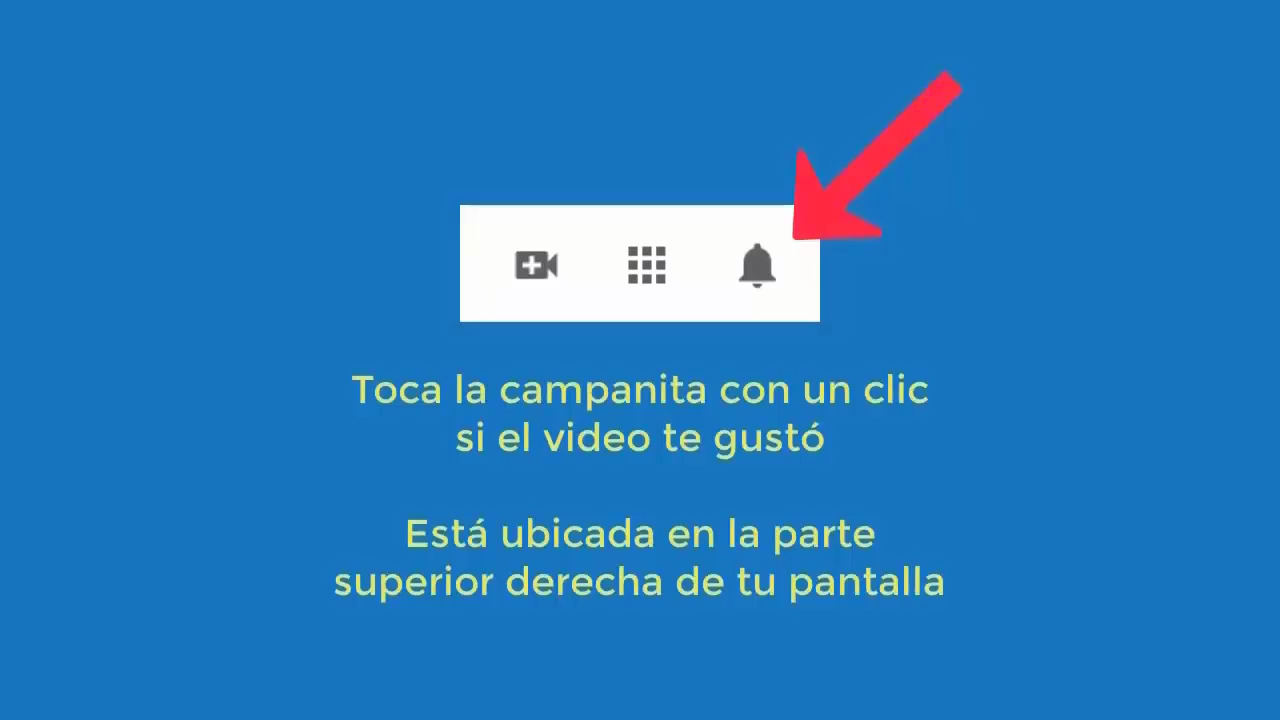 Toca la campanita con un clic
si el video te gustó
Está ubicada en la parte
superior derecha de tu pantalla